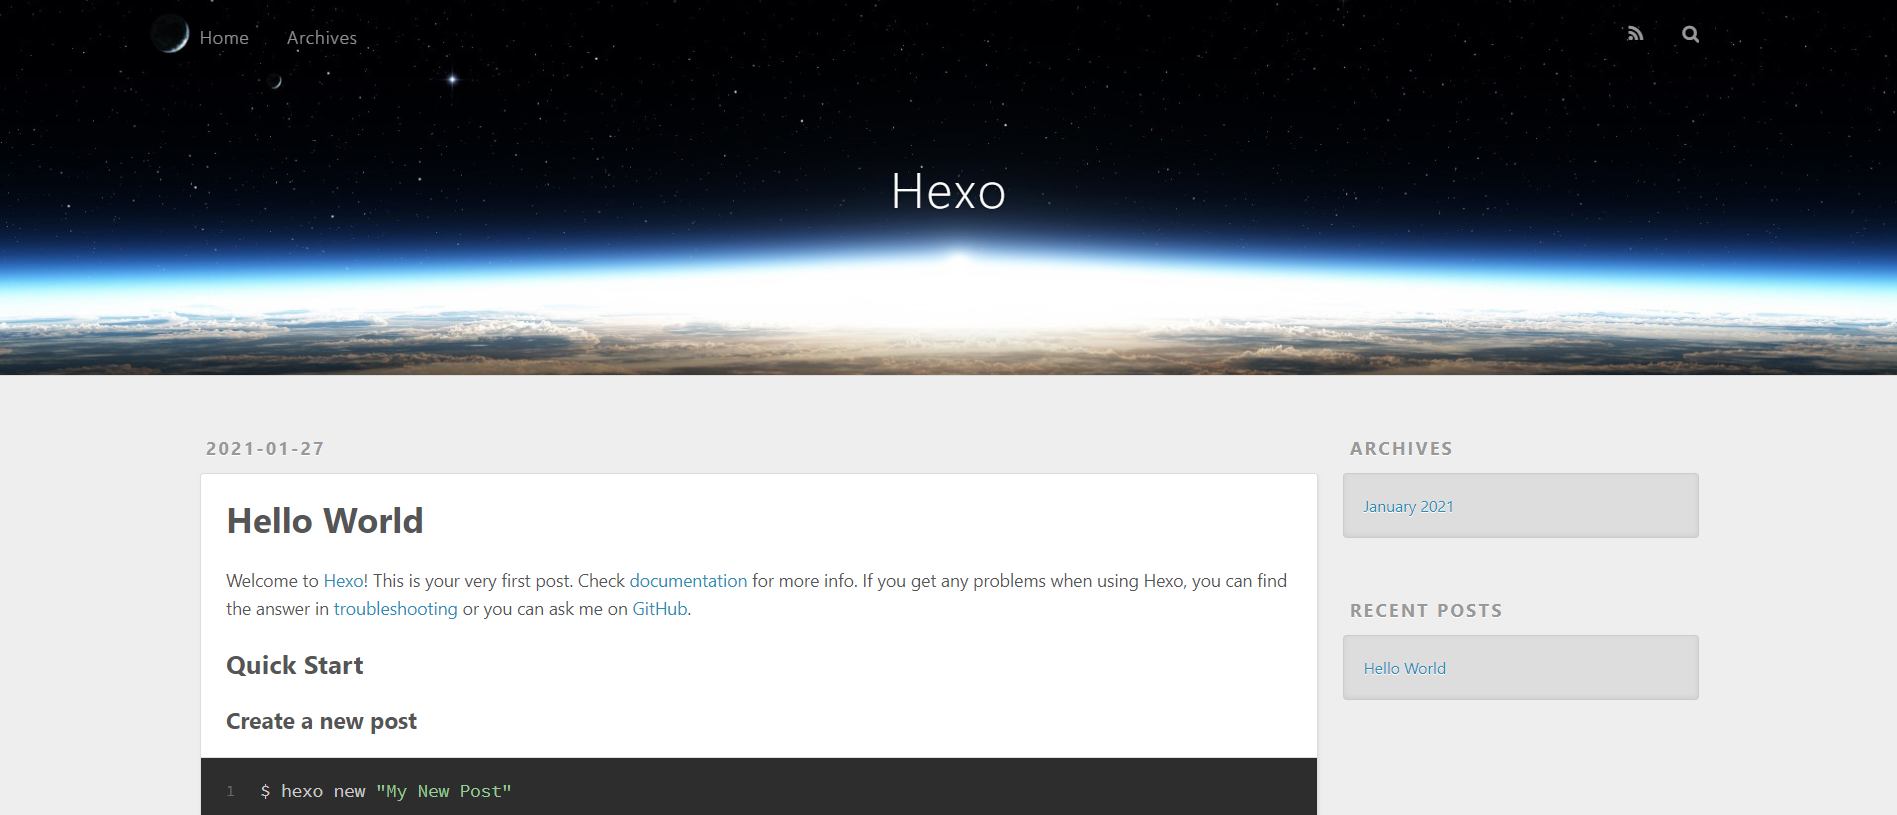 Home Archives
Hexo
2021-01-27
Hello World
Welcome to Hexo! This is your very first post. Check documentation for more info. If you get any problems when using Hexo, you can find
the answer in troubleshooting or you can ask me on GitHub.
Quick Start
Create a new post
1 $ hexo new "My New Post"
ARCHIVES
January 2021
RECENT POSTS
Hello World